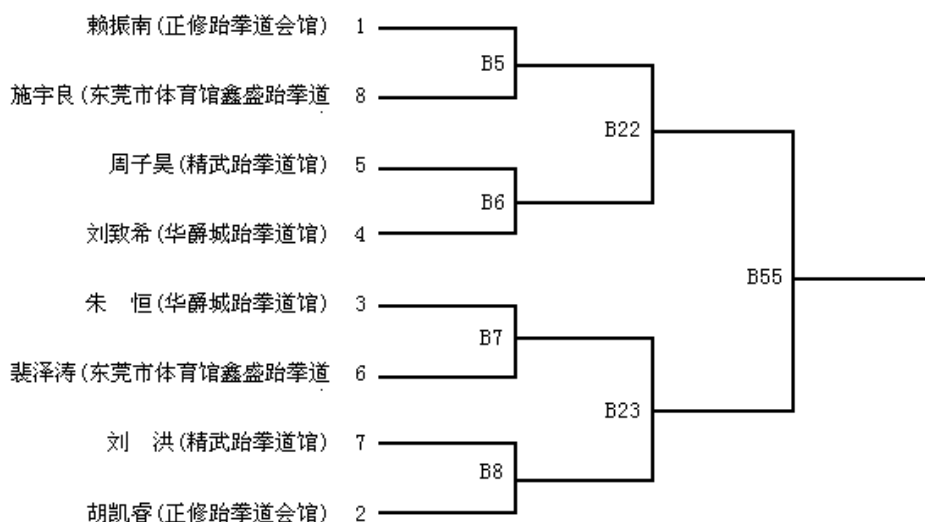 赖振南(正修跆拳道会馆) 1
B5
施宇良(东莞市体育馆鑫盛跆拳道 8
B22
周子昊(精武跆拳道馆) 5
B6
刘致希(华爵城跆拳道馆) 4
B55
朱 恒(华爵城跆拳道馆) 3
B7
裴泽涛(东莞市体育馆鑫盛跆拳道 6
B23
刘 洪(精武跆拳道馆) 7
B8
胡凯睿(正修跆拳道会馆) 2